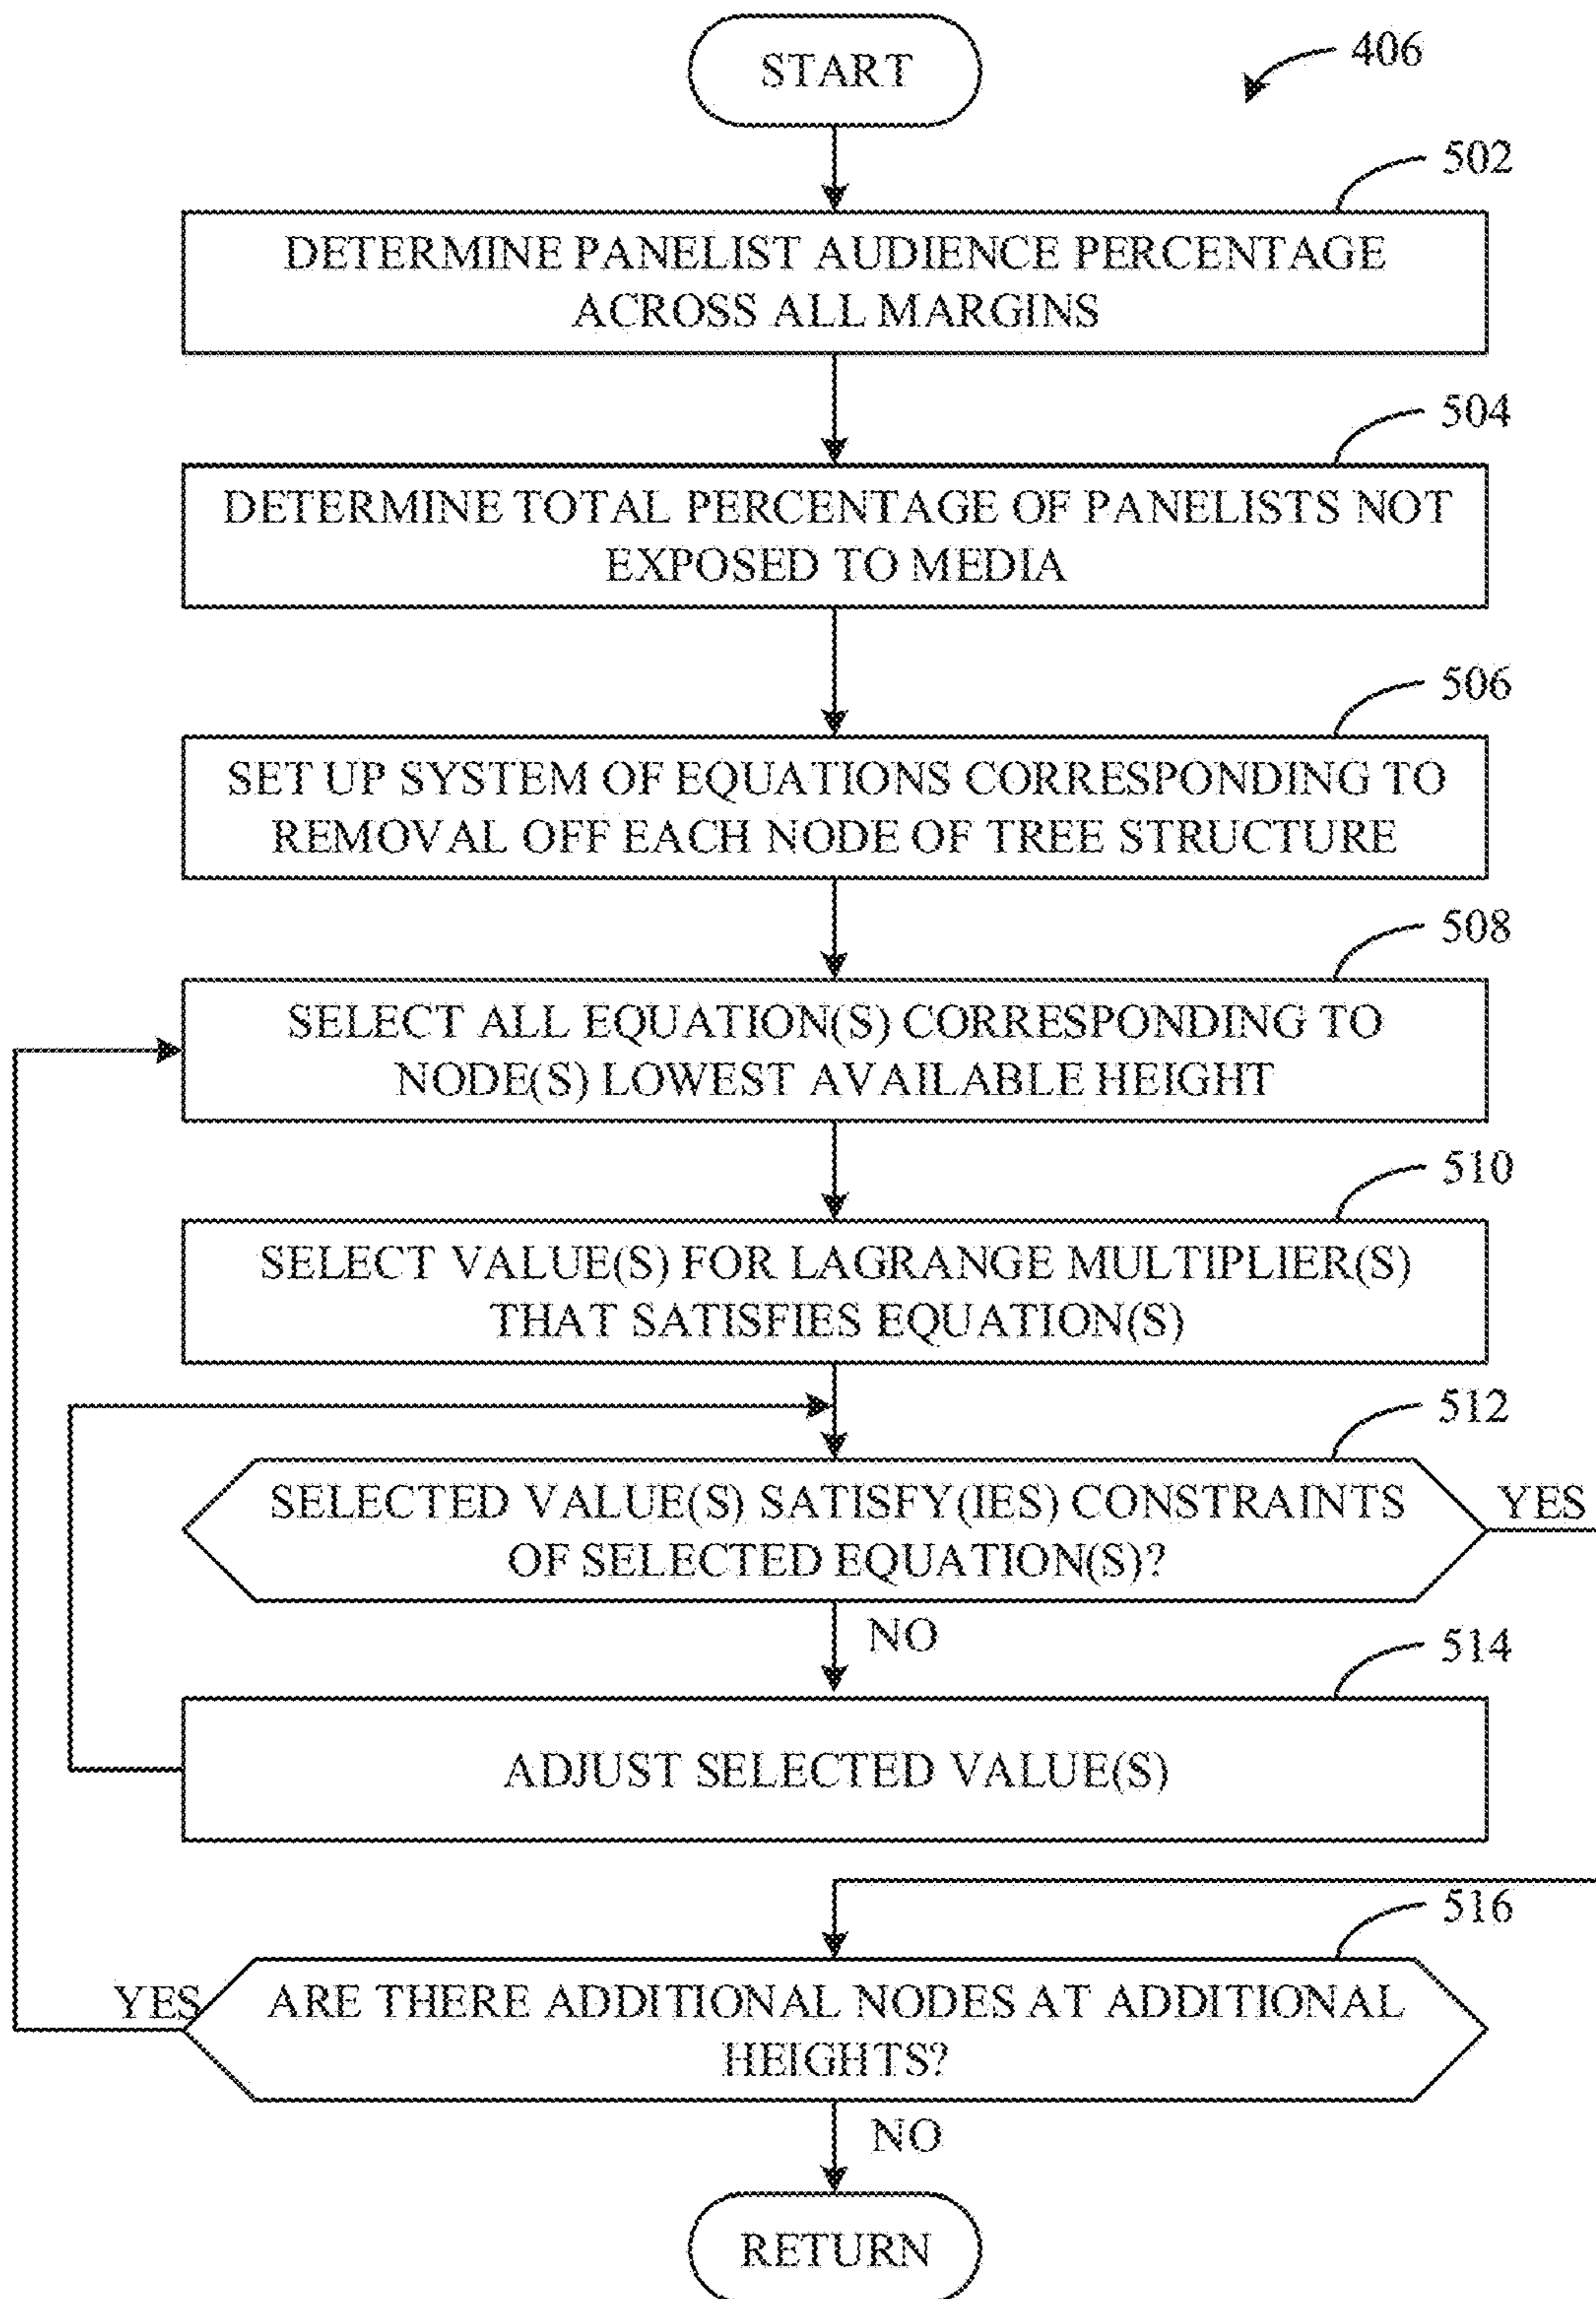 START
406
502
DETERMINE PANELIST AUDIENCE PERCENTAGE
ACROSS ALL MARGINS
504
DETERMINE TOTAL PERCENTAGE OF PANELISTS NOT
EXPOSED TO MEDIA
506
SET UP SYSTEM OF EQUATIONS CORRESPONDING TO
REMOVAL OFF EACH NODE OF TREE STRUCTURE
508
SELECT ALL EQUATION(S) CORRESPONDING TO
NODE(S) LOWEST AVAILABLE HEIGHT
510
SELECT VALUE(S) FOR LAGRANGE MULTIPLIER(S)
THAT SATISFIES EQUATION(S)
512
SELECTED VALUE(S) SATISFY(IES) CONSTRAINTS
OF SELECTED EQUATION(S)?
YES
NO
514
ADJUST SELECTED VALUE(S)
516
YES
ARE THERE ADDITIONAL NODES AT ADDITIONAL
HEIGHTS?
NO
RETURN